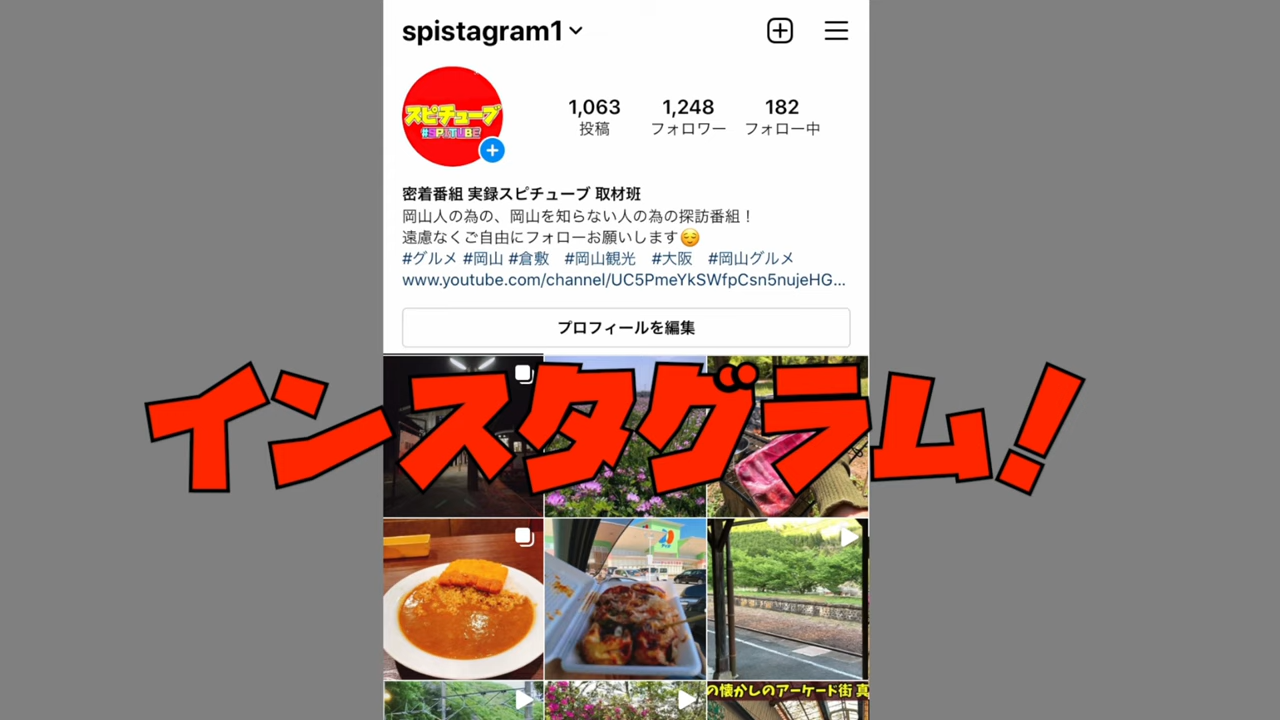 spistagram1
スピチューブ
#SPITUBE
1,063
投稿
1,248
フォロワー
182
フォロー中
密着番組 実録スピチューブ 取材班
岡山人の為の、岡山を知らない人の為の探訪番組！
遠慮なくご自由にフォローお願いします😌
#グルメ #岡山 #倉敷　#岡山観光　#大阪　#岡山グルメ
www.youtube.com/channel/UC5PmeYkSWfpCsn5nujeHG...
プロフィールを編集
インスタグラム！
の懐かしのアーケード街 真